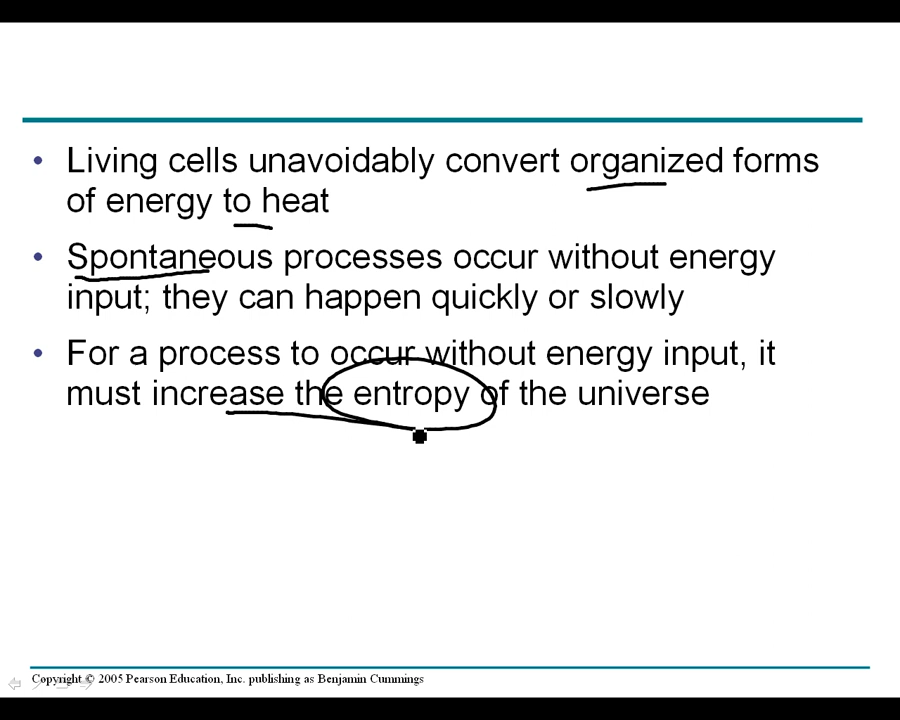 • Living cells unavoidably convert organized forms
of energy to heat
• Spontaneous processes occur without energy
input; they can happen quickly or slowly
• For a process to occur without energy input, it
must increase the entropy of the universe
Copyright © 2005 Pearson Education, Inc. publishing as Benjamin Cummings